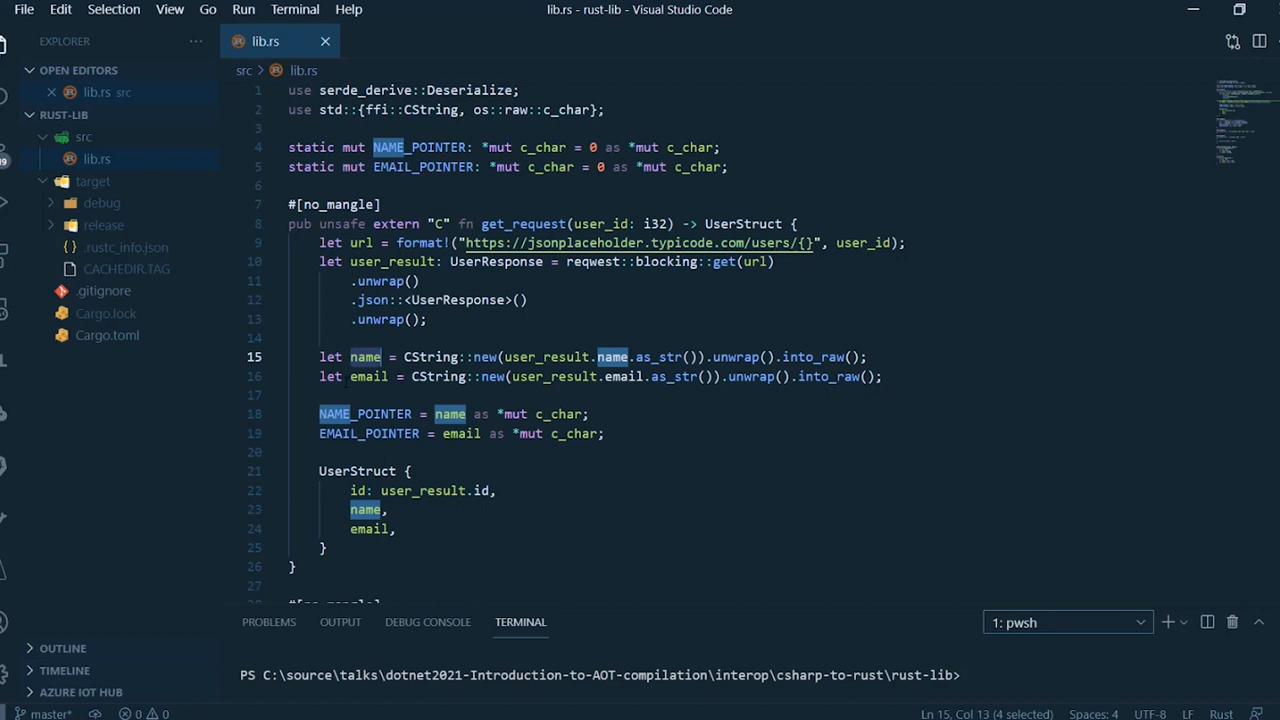 File Edit Selection View Go Run Terminal Help lib.rs - rust-lib - Visual Studio Code
EXPLORER ··· lib.rs ×
OPEN EDITORS
× lib.rs src
RUST-LIB
src
lib.rs
target
debug
release
.rustc_info.json
CACHEDIR.TAG
.gitignore
Cargo.lock
Cargo.toml
OUTLINE
TIMELINE
AZURE IOT HUB
src > lib.rs
1 use serde_derive::Deserialize;
2 use std::{ffi::CString, os::raw::c_char};
3
4 static mut NAME_POINTER: *mut c_char = 0 as *mut c_char;
5 static mut EMAIL_POINTER: *mut c_char = 0 as *mut c_char;
6
7 #[no_mangle]
8 pub unsafe extern "C" fn get_request(user_id: i32) -> UserStruct {
9 let url = format!("https://jsonplaceholder.typicode.com/users/{}", user_id);
10 let user_result: UserResponse = reqwest::blocking::get(url)
11 .unwrap()
12 .json::<UserResponse>()
13 .unwrap();
14
15 let name = CString::new(user_result.name.as_str()).unwrap().into_raw();
16 let email = CString::new(user_result.email.as_str()).unwrap().into_raw();
17
18 NAME_POINTER = name as *mut c_char;
19 EMAIL_POINTER = email as *mut c_char;
20
21 UserStruct {
22 id: user_result.id,
23 name,
24 email,
25 }
26 }
27
28 #[no_mangle]
PROBLEMS OUTPUT DEBUG CONSOLE TERMINAL 1: pwsh
PS C:\source\talks\dotnet2021-Introduction-to-AOT-compilation\interop\csharp-to-rust\rust-lib>
master* 0 0 Ln 15, Col 13 (4 selected) Spaces: 4 UTF-8 LF Rust